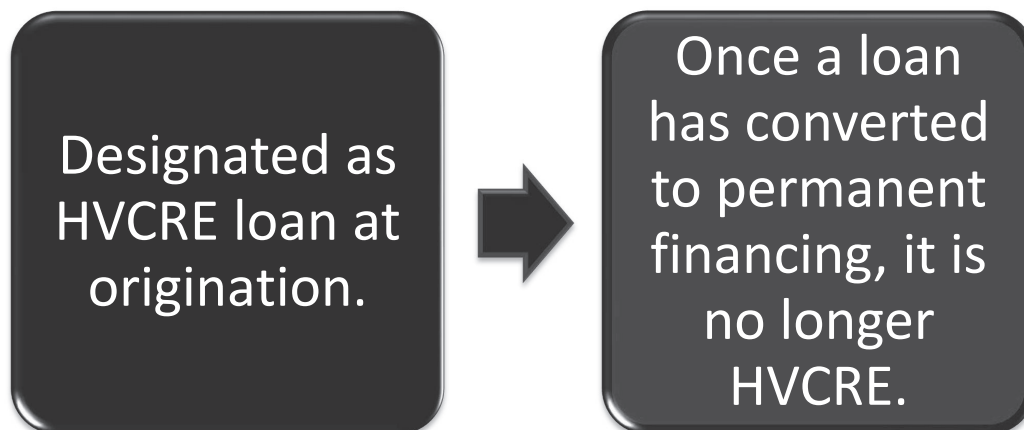 Designated as
HVCRE loan at
origination.
Once a loan
has converted
to permanent
financing, it is
no longer
HVCRE.